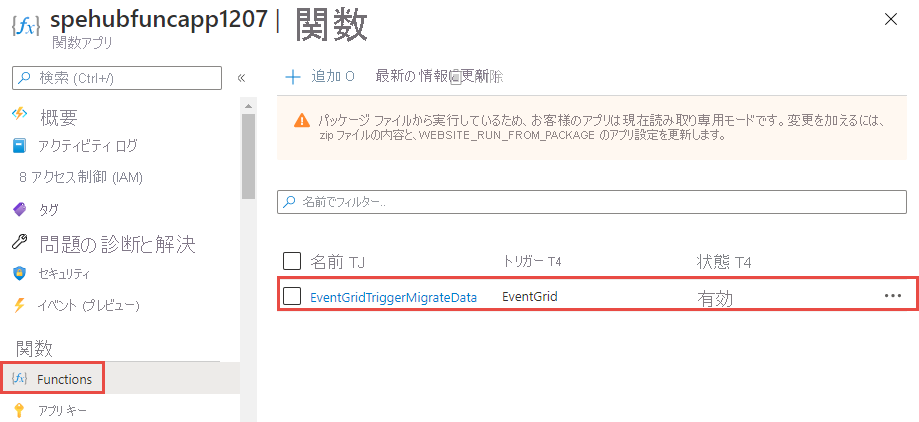 spehubfuncapp1207 | 関数
関数アプリ
検索 (Ctrl+/)
概要
アクティビティ ログ
8 アクセス制御 (IAM)
タグ
問題の診断と解決
セキュリティ
イベント (プレビュー)
関数
Functions
アプリ キー
追加 O 最新の情報に更新
パッケージ ファイルから実行しているため、お客様のアプリは現在読み取り専用モードです。変更を加えるには、
zip ファイルの内容と、WEBSITE_RUN_FROM_PACKAGE のアプリ設定を更新します。
名前でフィルター..
名前 TJ トリガー T4 状態 T4
EventGridTriggerMigrateData EventGrid 有効